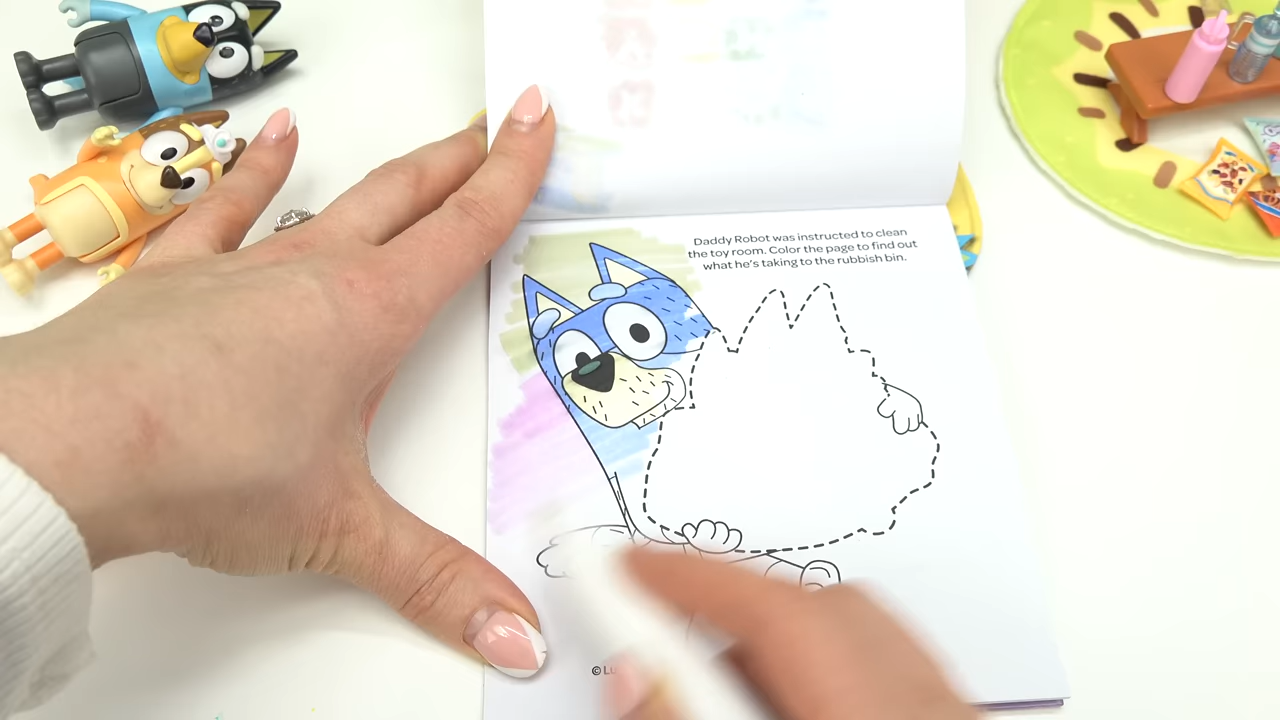 Daddy Robot was instructed to clean
the toy room. Color the page to find out
what he's taking to the rubbish bin.
©